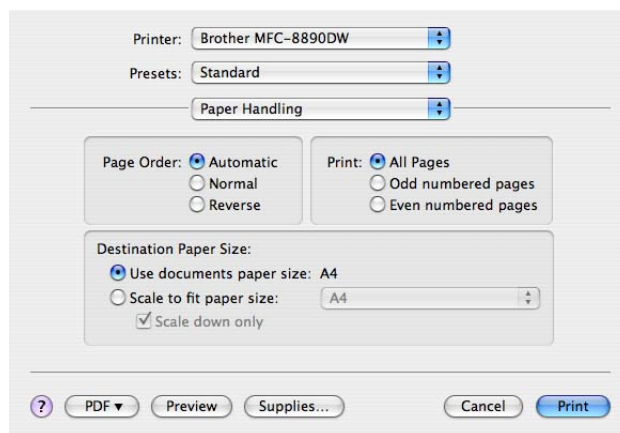 Printer: Brother MFC-8890DW
Presets: Standard
Paper Handling
Page Order: Automatic
Normal
Reverse
Print: All Pages
Odd numbered pages
Even numbered pages
Destination Paper Size:
Use documents paper size: A4
Scale to fit paper size: A4
Scale down only
? PDF▼ Preview Supplies... Cancel Print